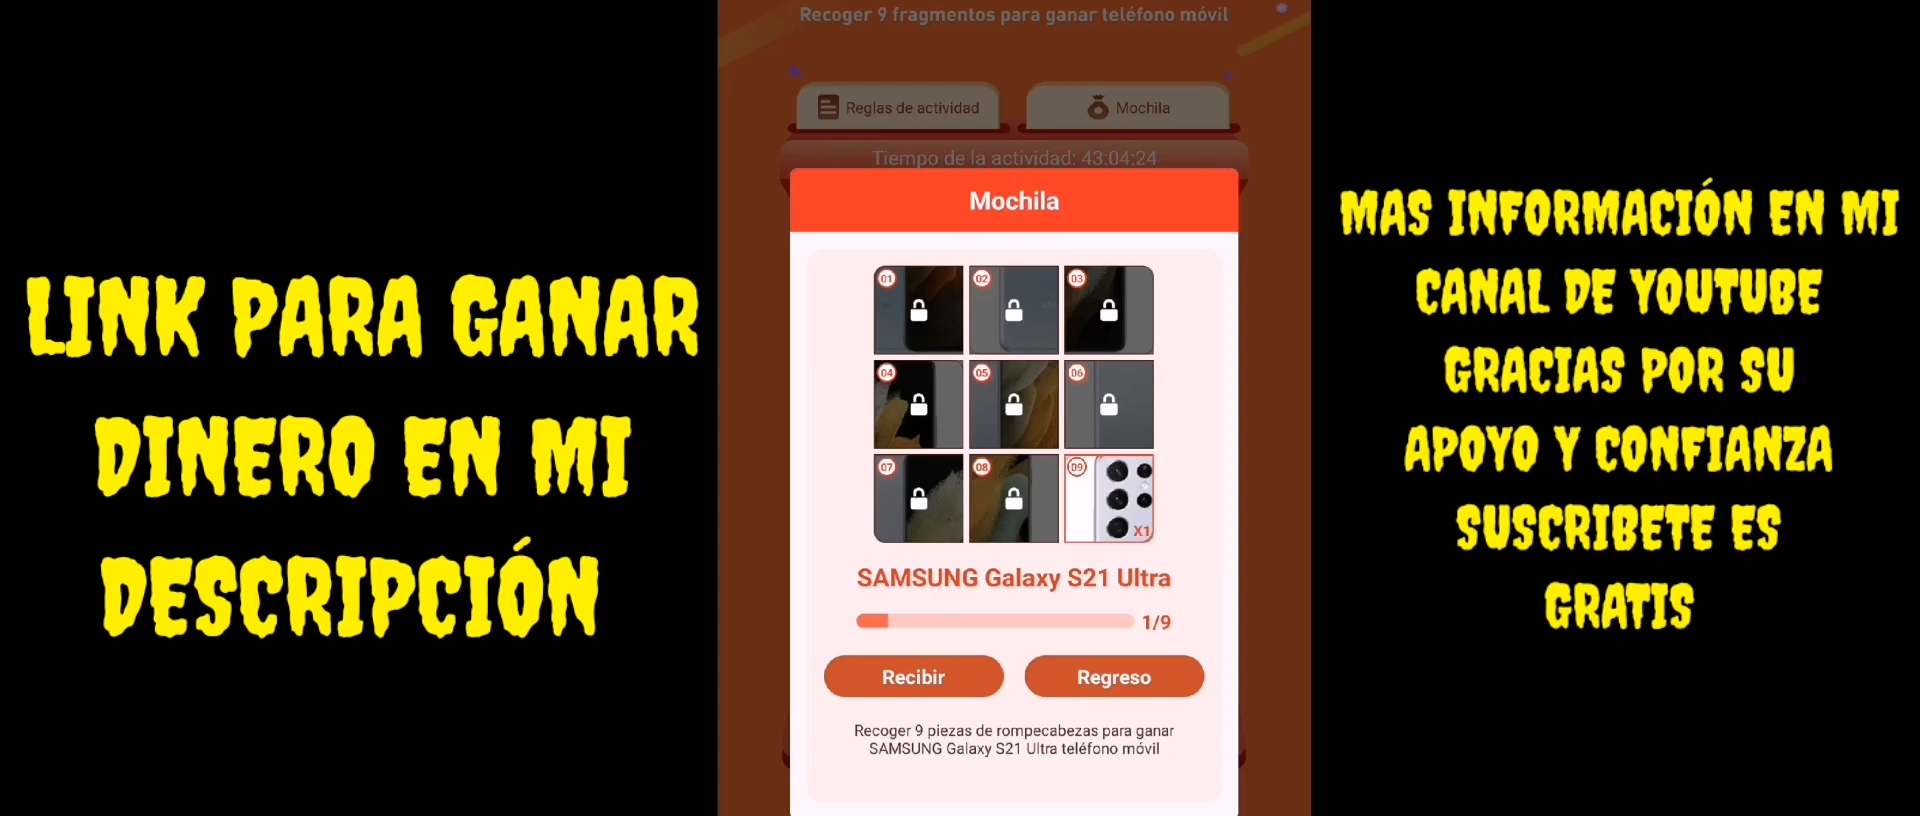 LINK PARA GANAR
DINERO EN MI
DESCRIPCIÓN
Recoger 9 fragmentos para ganar teléfono móvil
Reglas de actividad
Mochila
Tiempo de la actividad: 43:04:24
Mochila
01
02
03
04
05
06
07
08
09
X1
SAMSUNG Galaxy S21 Ultra
1/9
Recibir
Regreso
Recoger 9 piezas de rompecabezas para ganar
SAMSUNG Galaxy S21 Ultra teléfono móvil
MAS INFORMACIÓN EN MI
CANAL DE YOUTUBE
GRACIAS POR SU
APOYO Y CONFIANZA
SUSCRIBETE ES
GRATIS